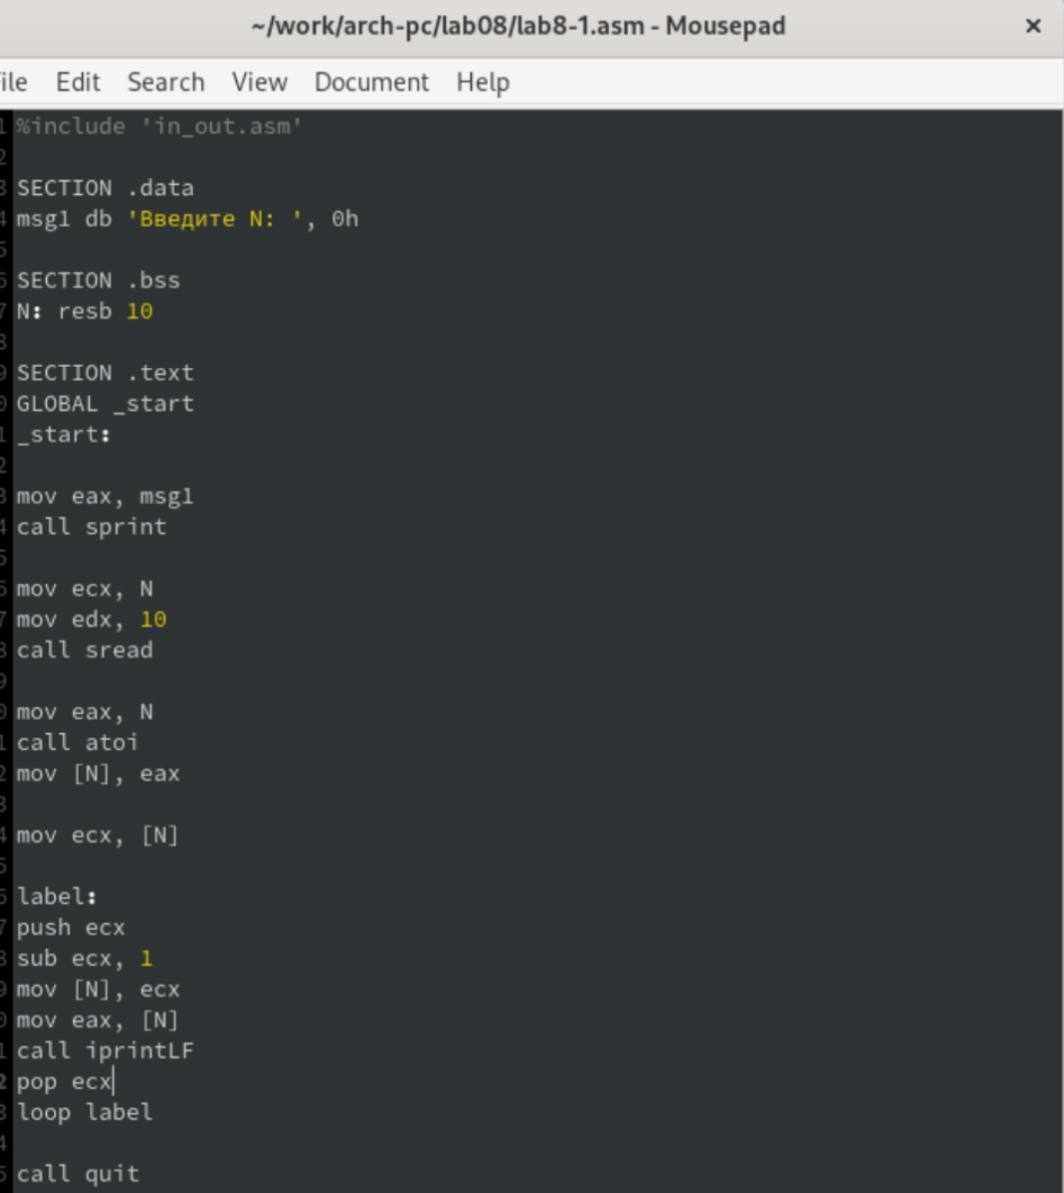 ~/work/arch-pc/lab08/lab8-1.asm - Mousepad
ile Edit Search View Document Help
1 %include 'in_out.asm'
2
3 SECTION .data
4 msg1 db 'Введите N: ', 0h
5
6 SECTION .bss
7 N: resb 10
8
9 SECTION .text
0 GLOBAL _start
1 _start:
2
3 mov eax, msg1
4 call sprint
5
6 mov ecx, N
7 mov edx, 10
8 call sread
9
0 mov eax, N
1 call atoi
2 mov [N], eax
3
4 mov ecx, [N]
5
6 label:
7 push ecx
8 sub ecx, 1
9 mov [N], ecx
0 mov eax, [N]
1 call iprintLF
2 pop ecx
3 loop label
4
5 call quit